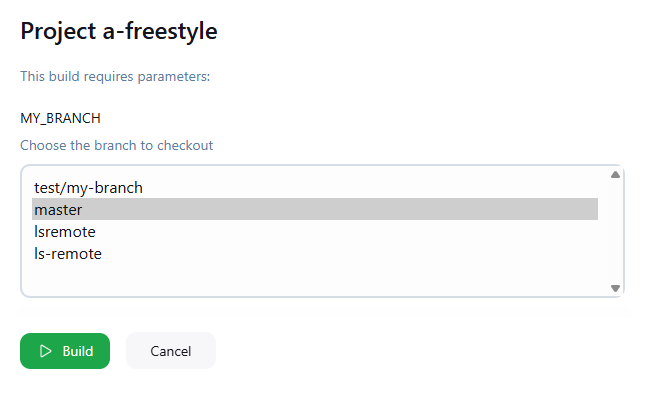 Project a-freestyle
This build requires parameters:
MY_BRANCH
Choose the branch to checkout
test/my-branch
master
lsremote
ls-remote
Build
Cancel